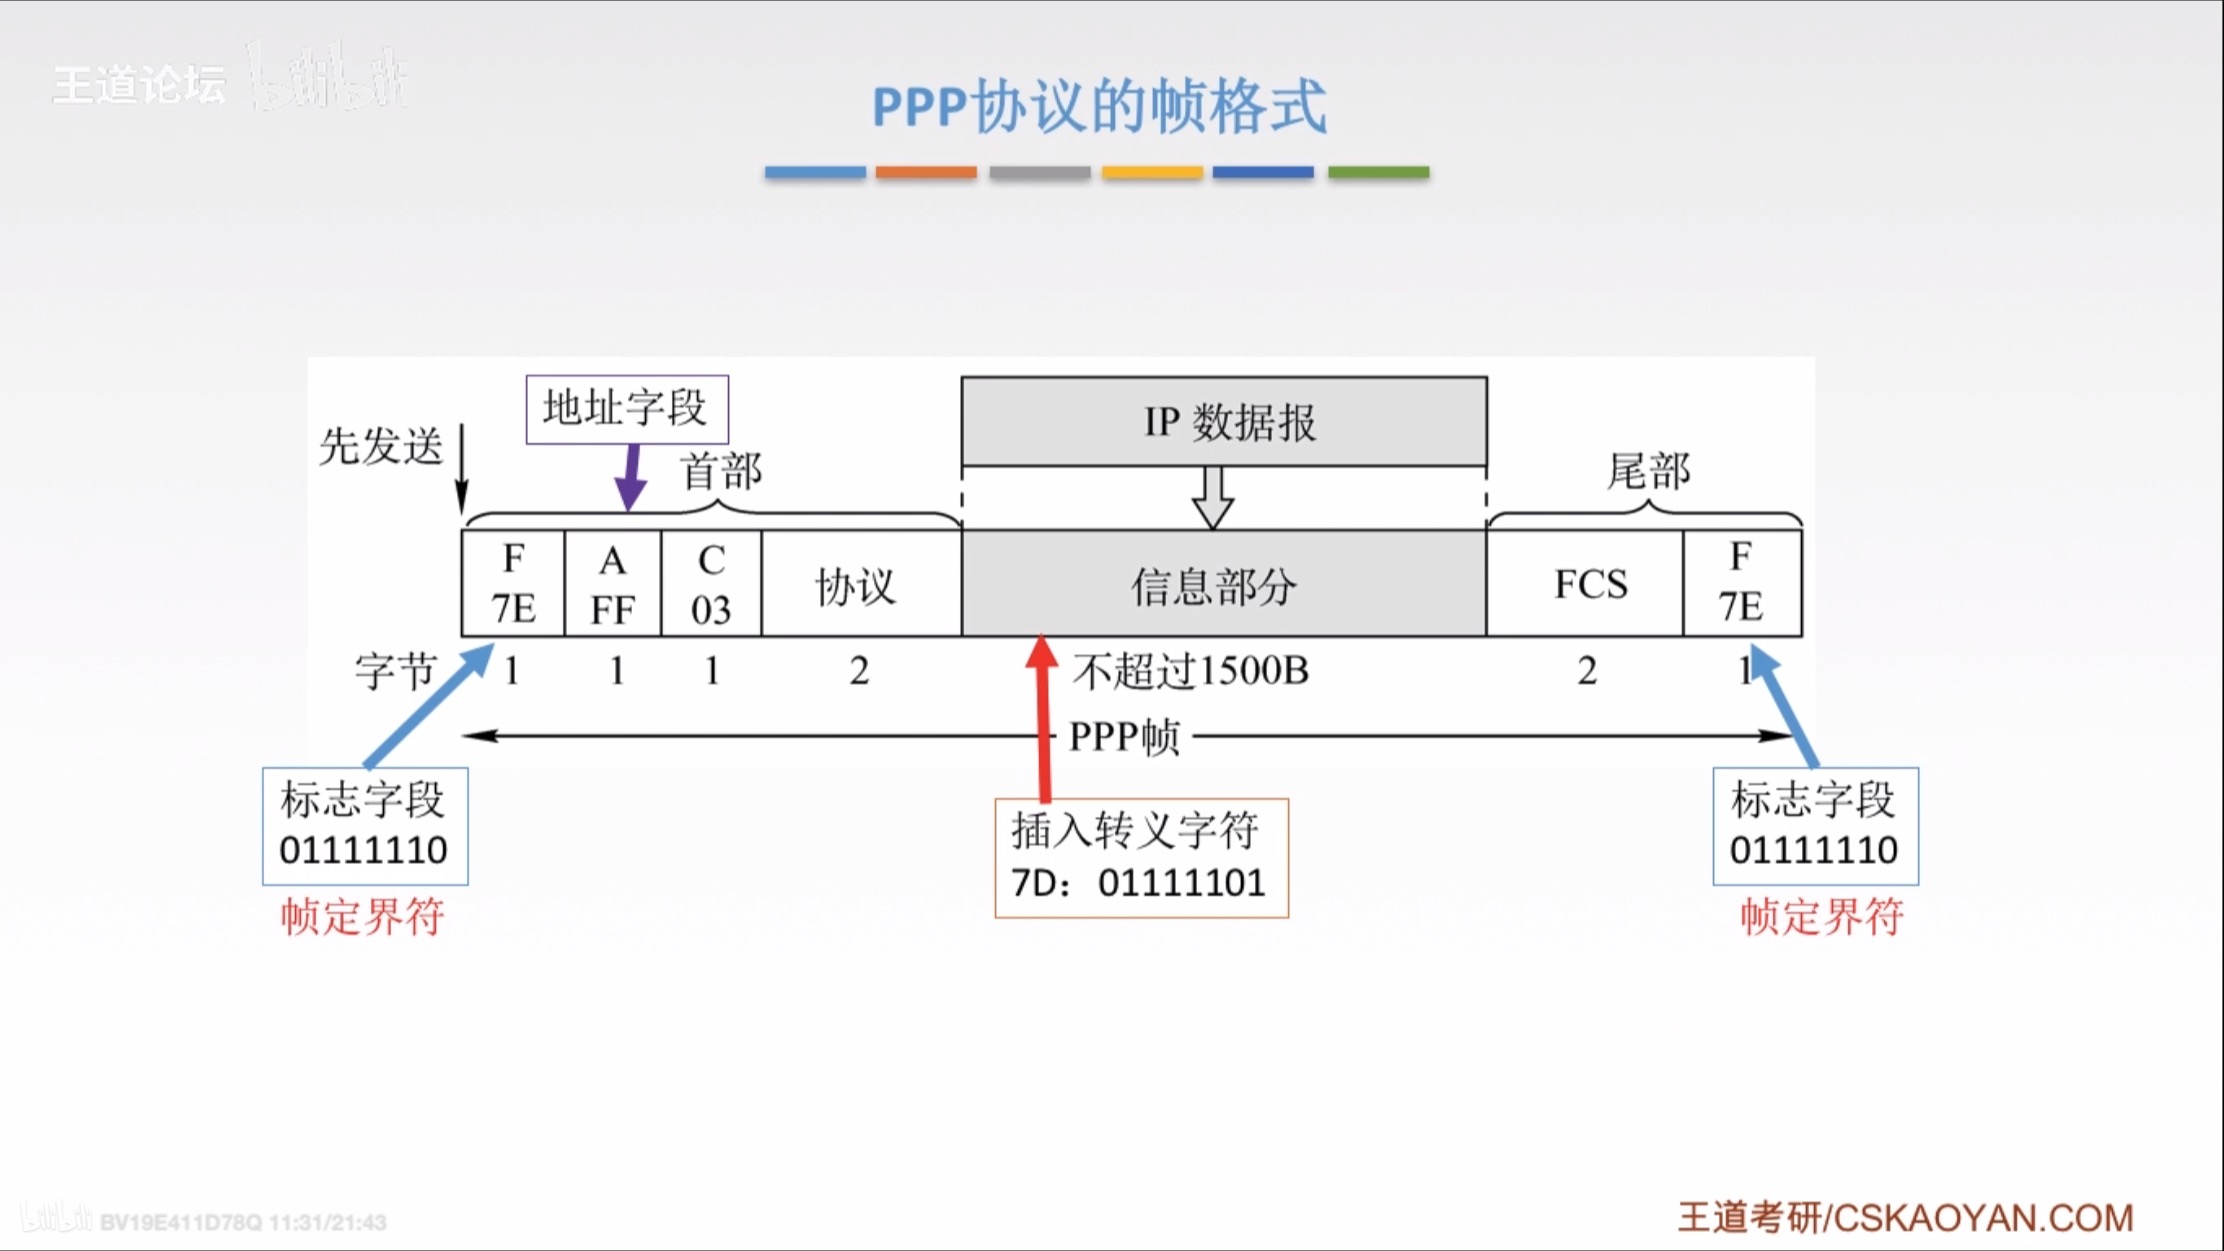 王道论坛 bilibili
PPP协议的帧格式
地址字段
IP 数据报
先发送
首部
尾部
F
7E
A
FF
C
03
协议
信息部分
FCS
F
7E
字节
1
1
1
2
不超过1500B
2
1
PPP帧
标志字段
01111110
帧定界符
插入转义字符
7D：01111101
标志字段
01111110
帧定界符
bilibili BV19E411D78Q 11:31/21:43
王道考研/CSKAOYAN.COM